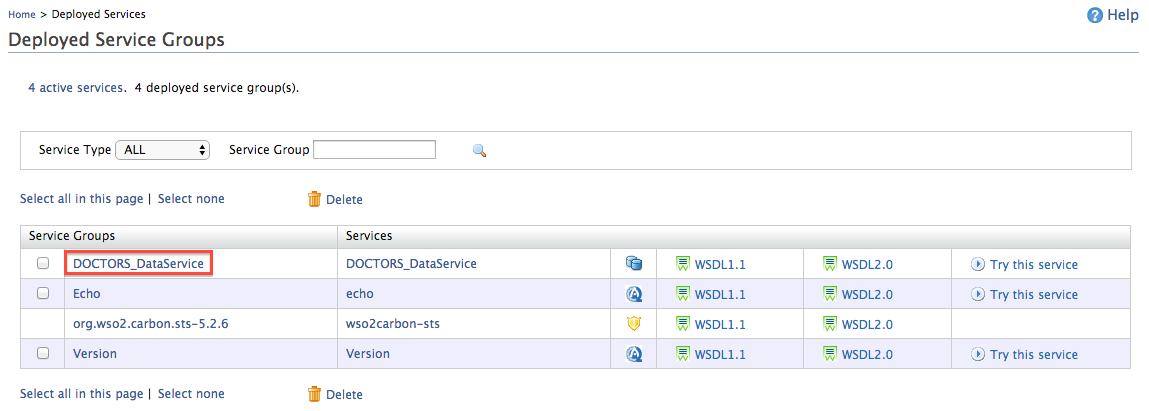 Home > Deployed Services
Help
Deployed Service Groups
4 active services. 4 deployed service group(s).
Service Type ALL Service Group
Select all in this page | Select none Delete
Service Groups Services
DOCTORS_DataService DOCTORS_DataService WSDL1.1 WSDL2.0 Try this service
Echo echo WSDL1.1 WSDL2.0 Try this service
org.wso2.carbon.sts-5.2.6 wso2carbon-sts WSDL1.1 WSDL2.0
Version Version WSDL1.1 WSDL2.0 Try this service
Select all in this page | Select none Delete